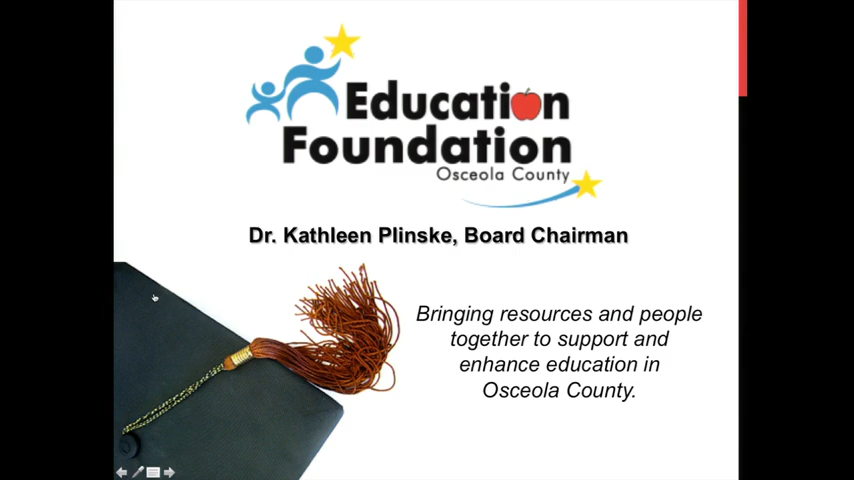 Education
Foundation
Osceola County
Dr. Kathleen Plinske, Board Chairman
Bringing resources and people
together to support and
enhance education in
Osceola County.